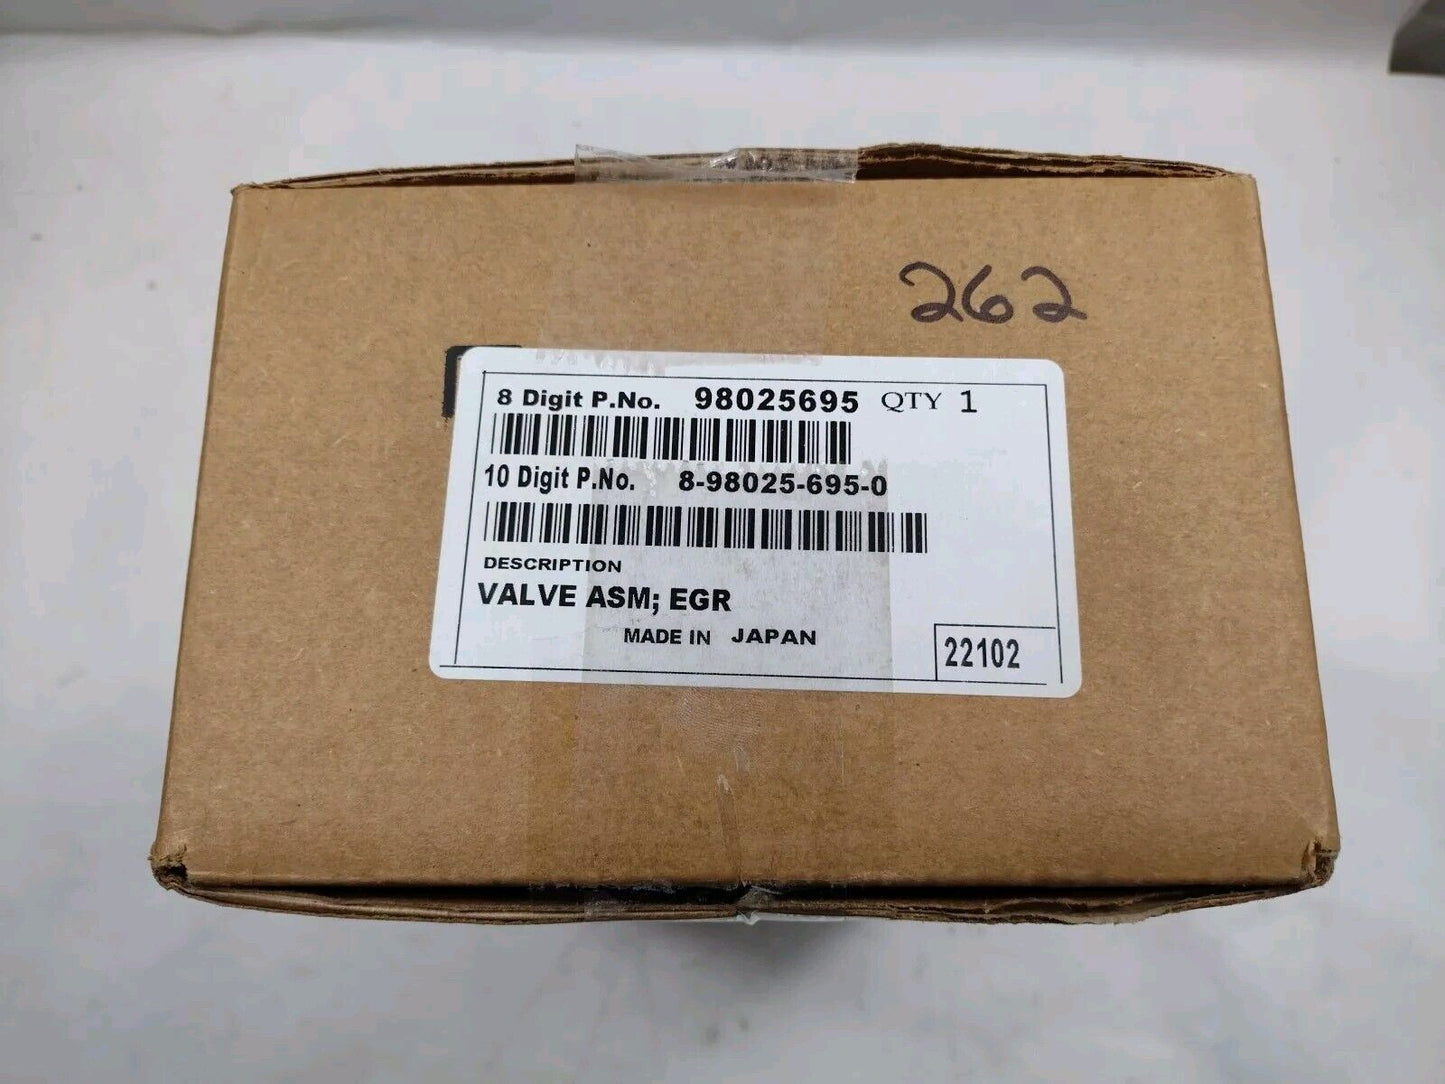 262
8 Digit P.No. 98025695 QTY 1
10 Digit P.No. 8-98025-695-0
DESCRIPTION
VALVE ASM; EGR
MADE IN JAPAN
22102